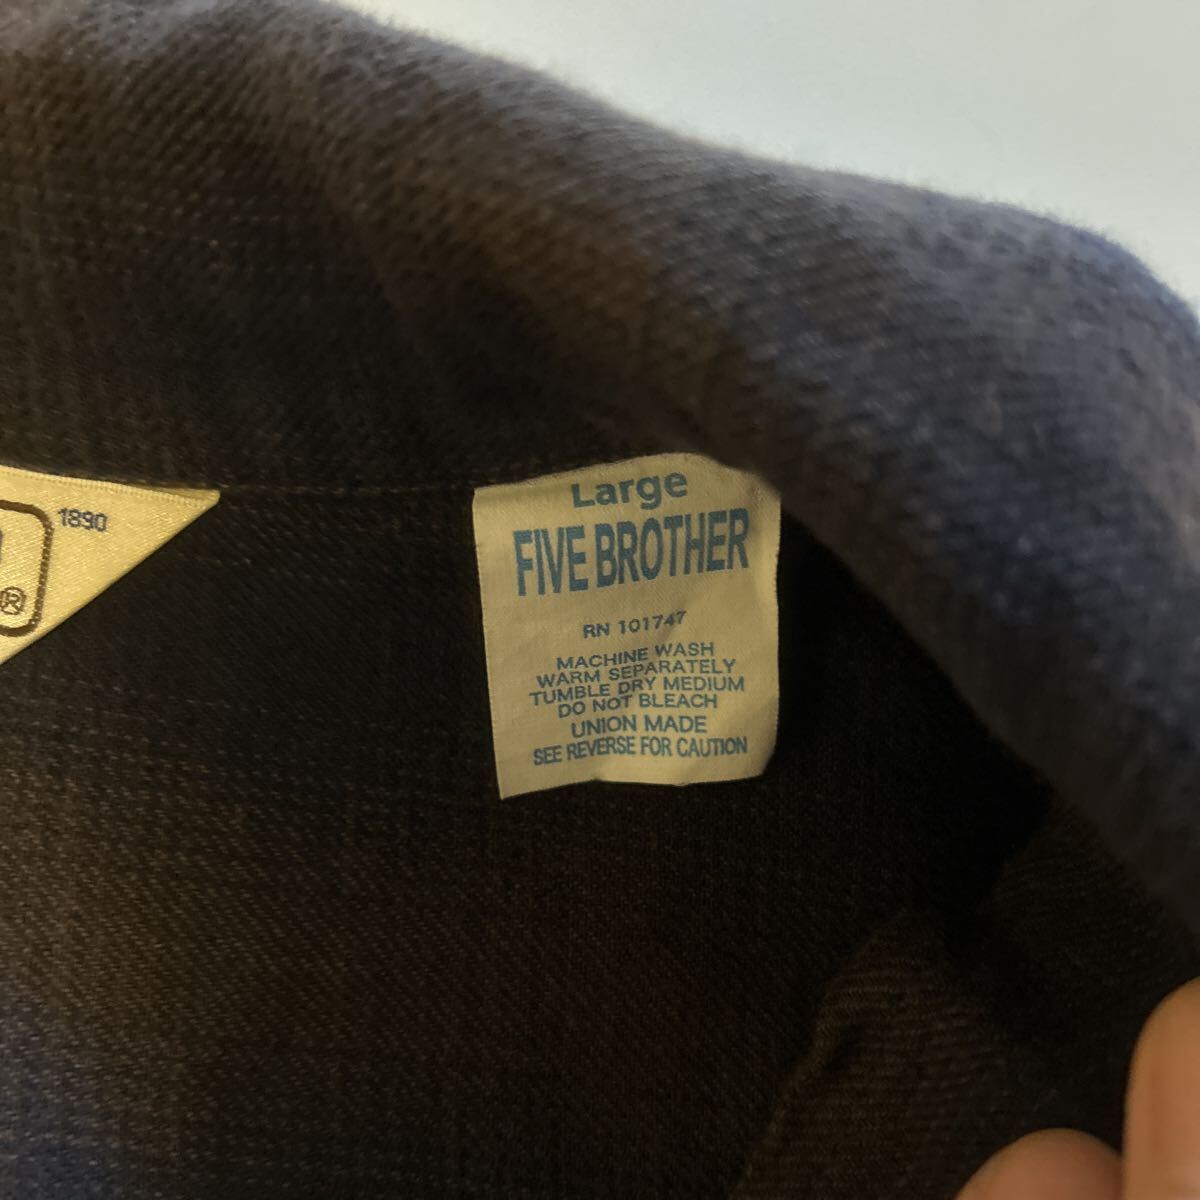 1890
®
Large
FIVE BROTHER
RN 101747
MACHINE WASH
WARM SEPARATELY
TUMBLE DRY MEDIUM
DO NOT BLEACH
UNION MADE
SEE REVERSE FOR CAUTION